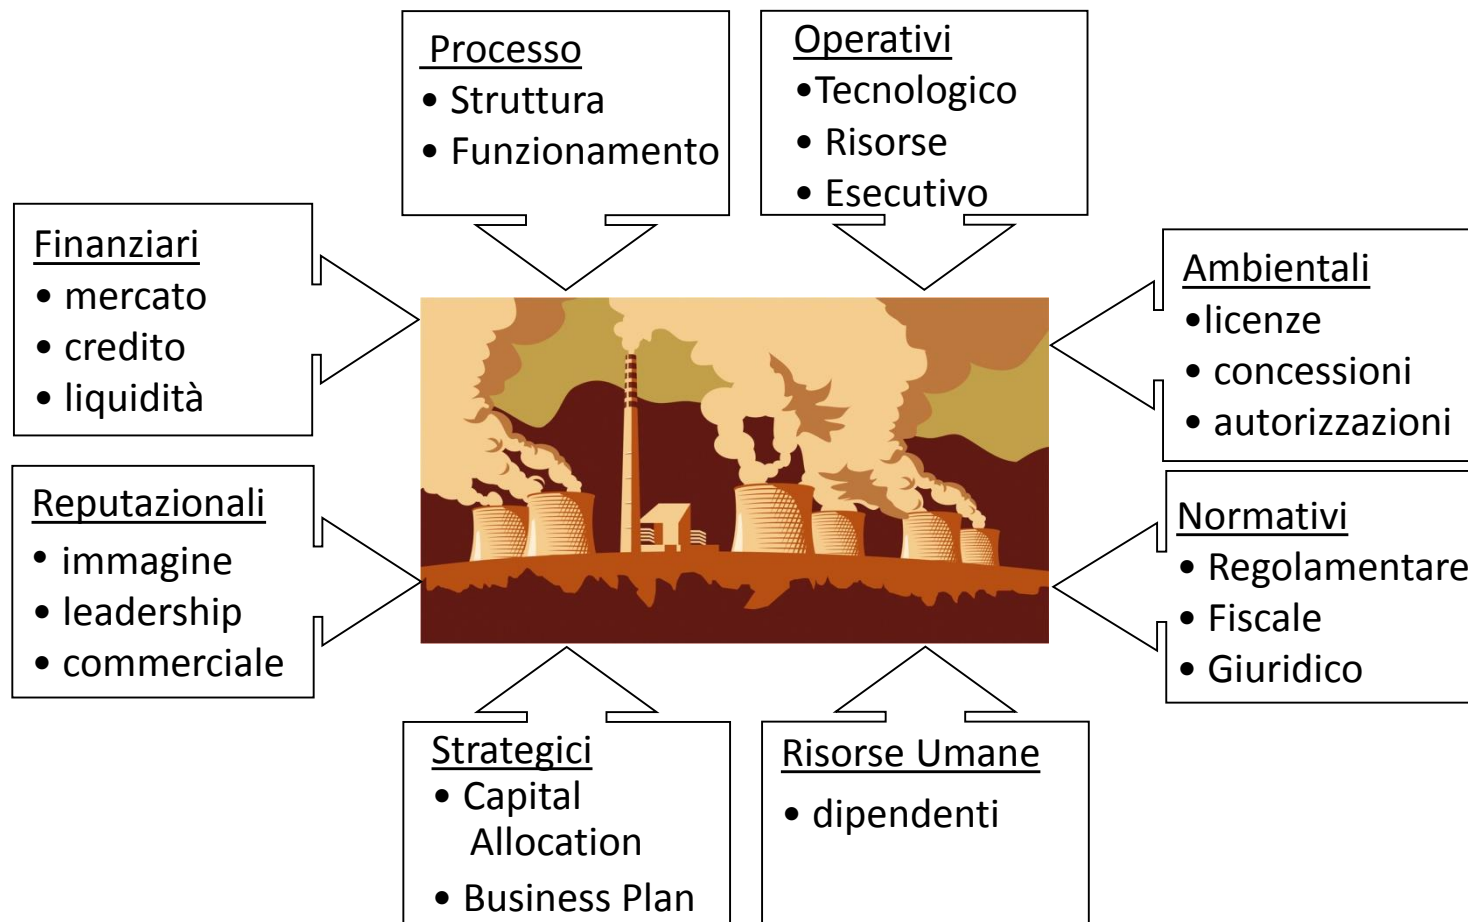 Processo
• Struttura
• Funzionamento
Operativi
•Tecnologico
• Risorse
• Esecutivo
Finanziari
• mercato
• credito
• liquidità
Ambientali
•licenze
• concessioni
• autorizzazioni
Reputazionali
• immagine
• leadership
• commerciale
Normativi
• Regolamentare
• Fiscale
• Giuridico
Strategici
• Capital
Allocation
• Business Plan
Risorse Umane
• dipendenti